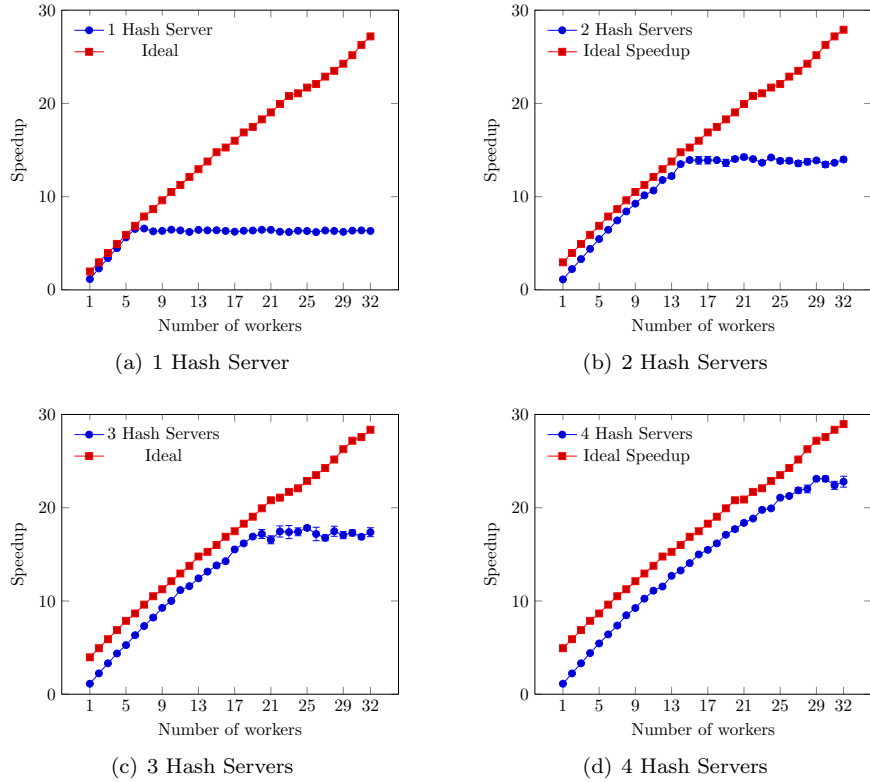 30
20
10
0
Speedup
1 Hash Server
Ideal
1 5 9 13 17 21 25 29 32
Number of workers
(a) 1 Hash Server
30
20
10
0
Speedup
2 Hash Servers
Ideal Speedup
1 5 9 13 17 21 25 29 32
Number of workers
(b) 2 Hash Servers
30
20
10
0
Speedup
3 Hash Servers
Ideal
1 5 9 13 17 21 25 29 32
Number of workers
(c) 3 Hash Servers
30
20
10
0
Speedup
4 Hash Servers
Ideal Speedup
1 5 9 13 17 21 25 29 32
Number of workers
(d) 4 Hash Servers